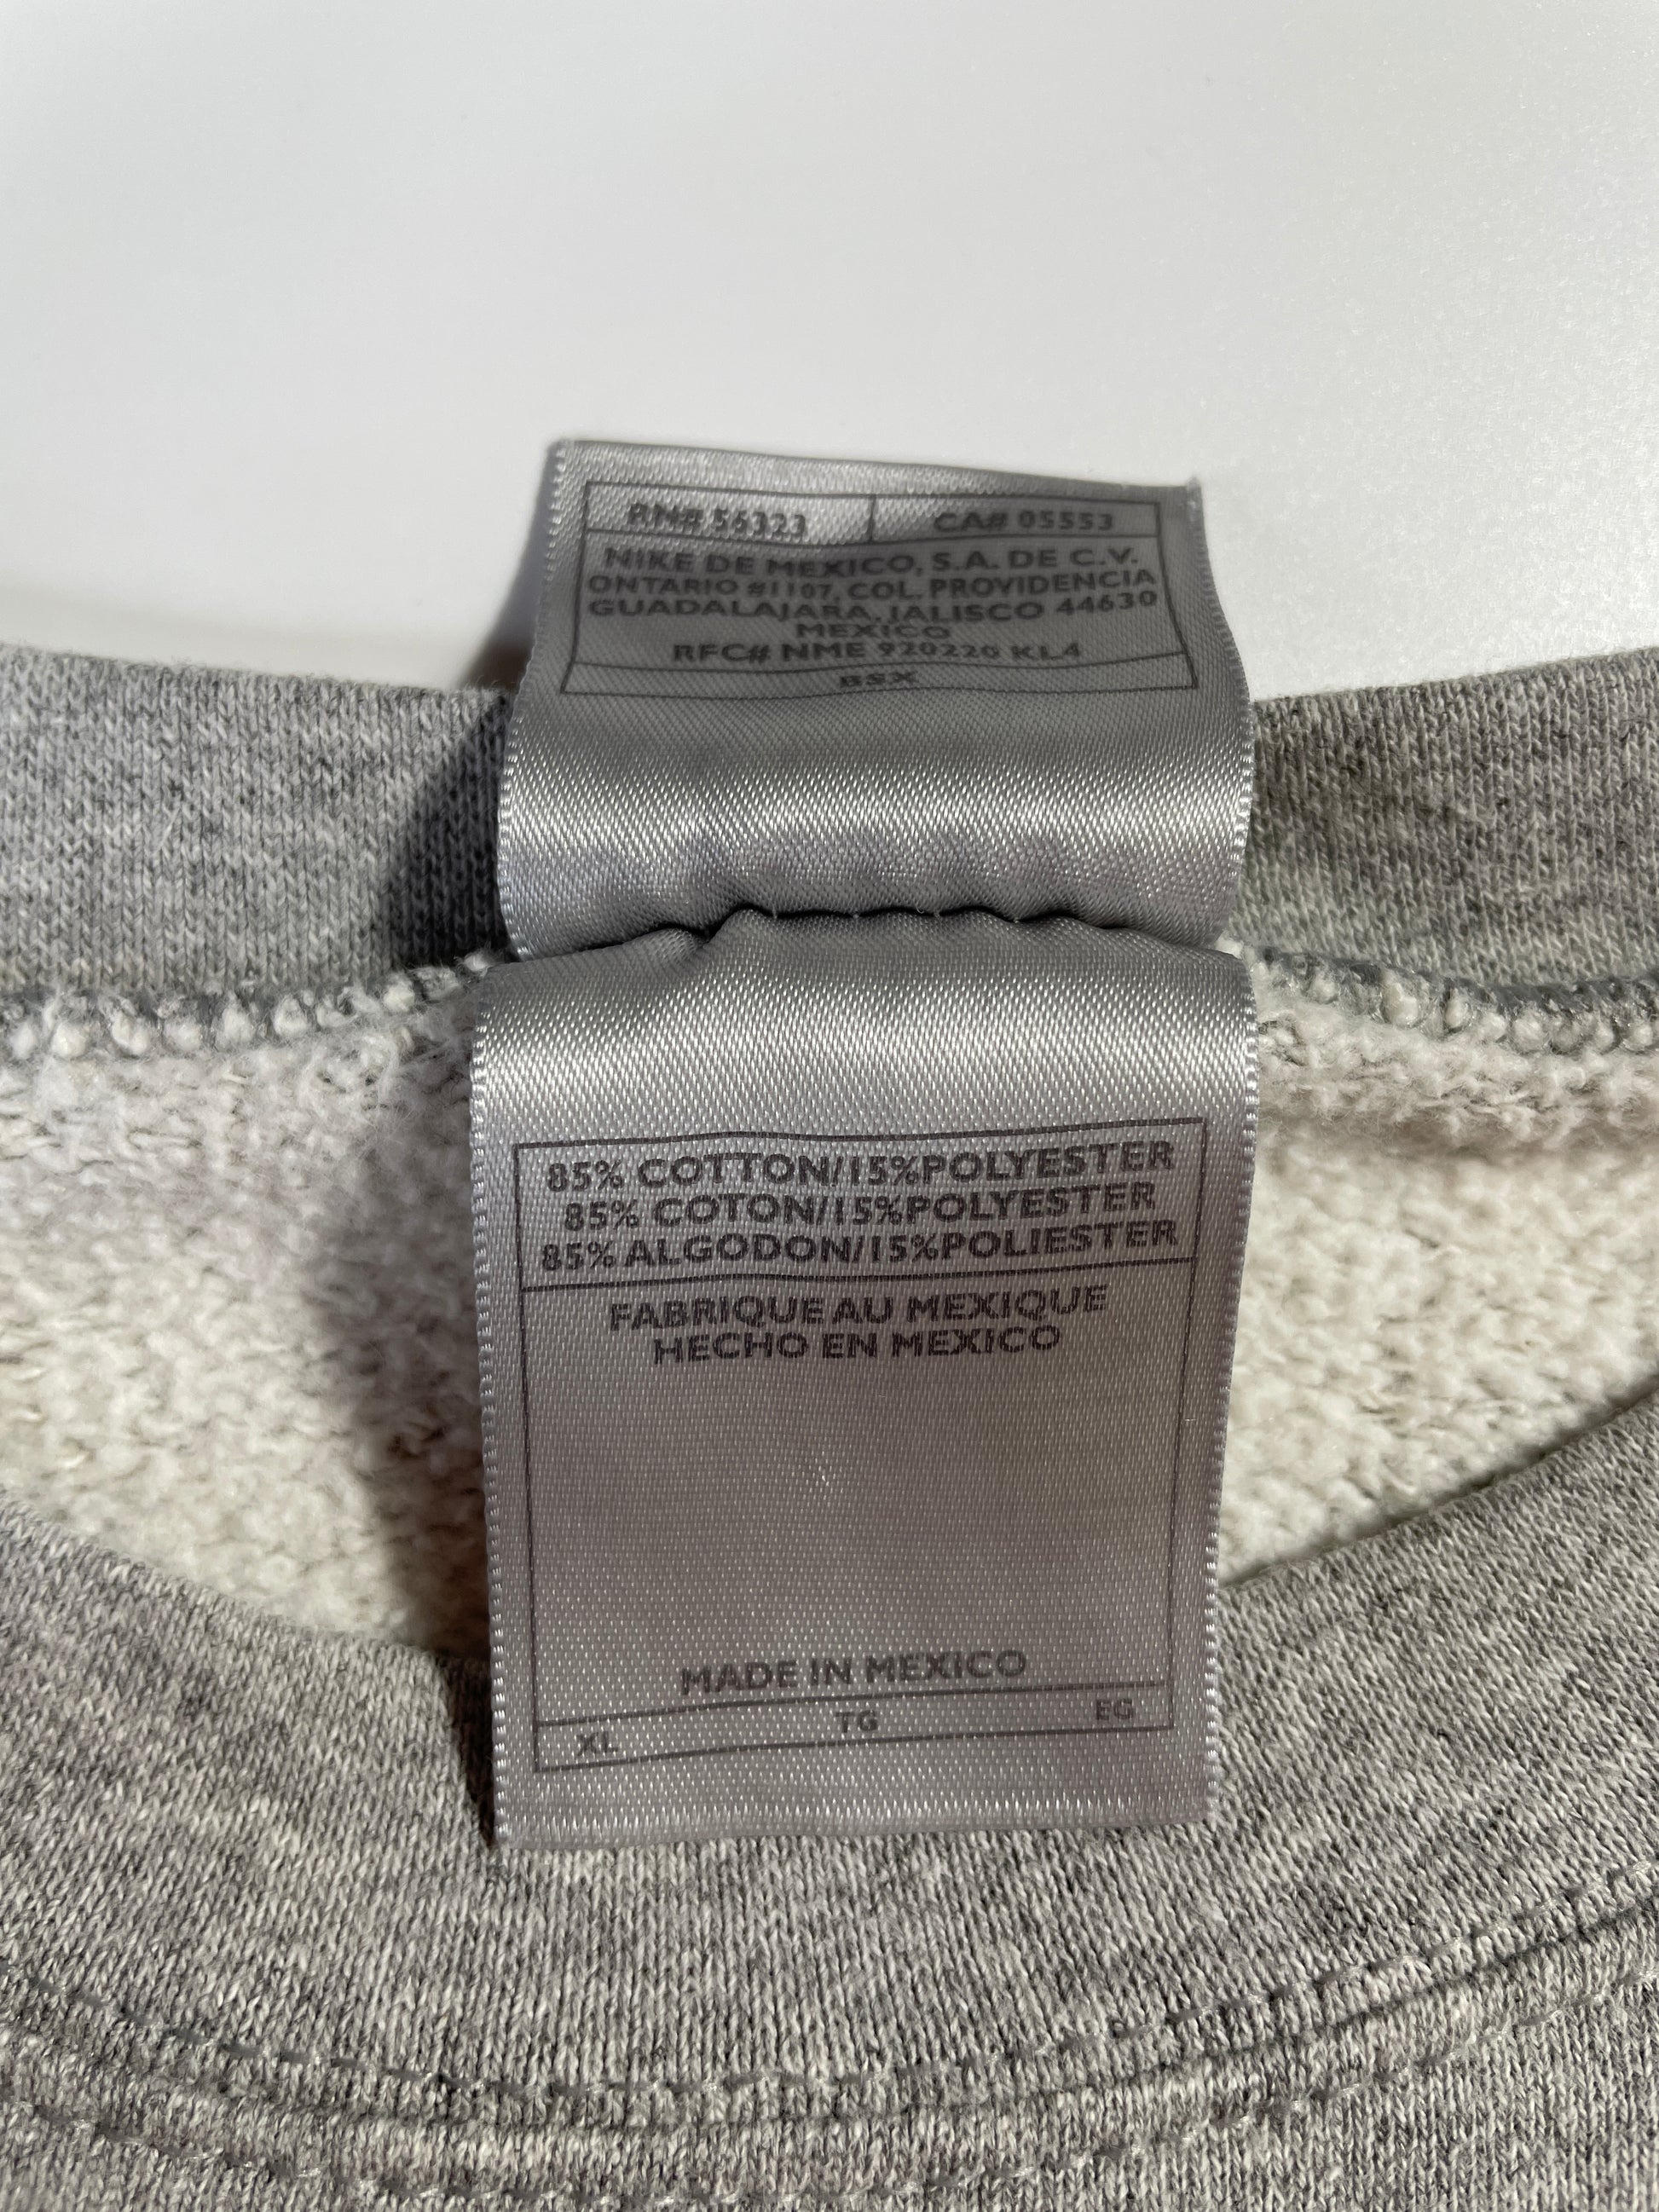 RN# 56323 CA# 05553
NIKE DE MEXICO, S.A. DE C.V.
ONTARIO #1107, COL. PROVIDENCIA
GUADALAJARA, JALISCO 44630
MEXICO
RFC# NME 920220 KL4
BSX
85% COTTON/15%POLYESTER
85% COTON/15%POLYESTER
85% ALGODON/15%POLIESTER
FABRIQUE AU MEXIQUE
HECHO EN MEXICO
MADE IN MEXICO
XL TG EG